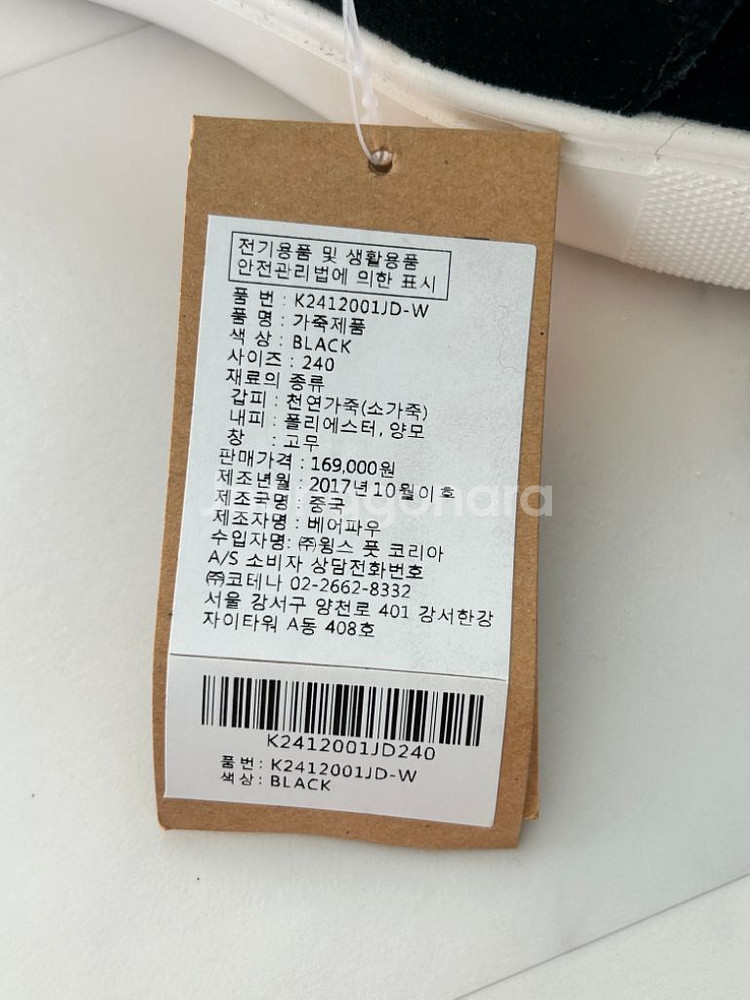 전기용품 및 생활용품
안전관리법에 의한 표시
품 번 : K2412001JD-W
품 명 : 가죽제품
색 상 : BLACK
사이즈 : 240
재료의 종류
갑피 : 천연가죽(소가죽)
내피 : 폴리에스터, 양모
창 : 고무
판매가격 : 169,000원
제조년월 : 2017년10월이호
제조국명 : 중국
제조자명 : 베어파우
수입자명: ㈜윙스 풋 코리아
A/S 소비자 상담전화번호
㈜코테나 02-2662-8332
서울 강서구 양천로 401 강서한강
자이타워 A동 408호
K2412001JD240
품번: K2412001JD-W
색상: BLACK